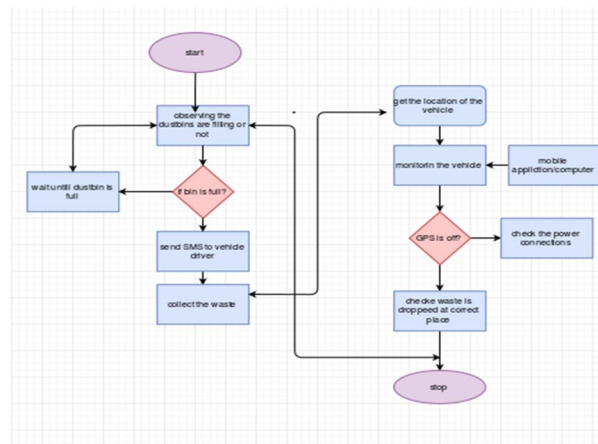 start
observing the
dustbins are filling or
not
wait untill dustbin is
full
if bin is full?
send SMS to vehicle
driver
collect the waste
get the location of the
vehicle
monitorin the vehicle
mobile
appliction/computer
GPS is off?
check the power
connections
checke waste is
droppeed at correct
place
stop